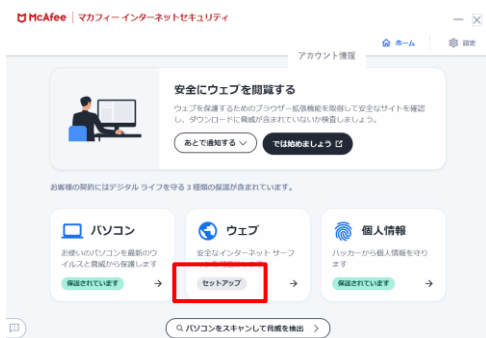 McAfee | マカフィー インターネットセキュリティ
ホーム
設定
アカウント情報
安全にウェブを閲覧する
ウェブを保護するためのブラウザー拡張機能を取得して安全なサイトを確認
し、ダウンロードに脅威が含まれていないか検査しましょう。
あとで通知する
では始めましょう
お客様の契約にはデジタル ライフを守る 3 種類の保護が含まれています。
パソコン
お使いのパソコンを最新のウ
イルスと脅威から保護します
保護されています
ウェブ
安全なインターネット サーフ
セットアップ
個人情報
ハッカーから個人情報を守り
ます
保護されています
パソコンをスキャンして脅威を検出